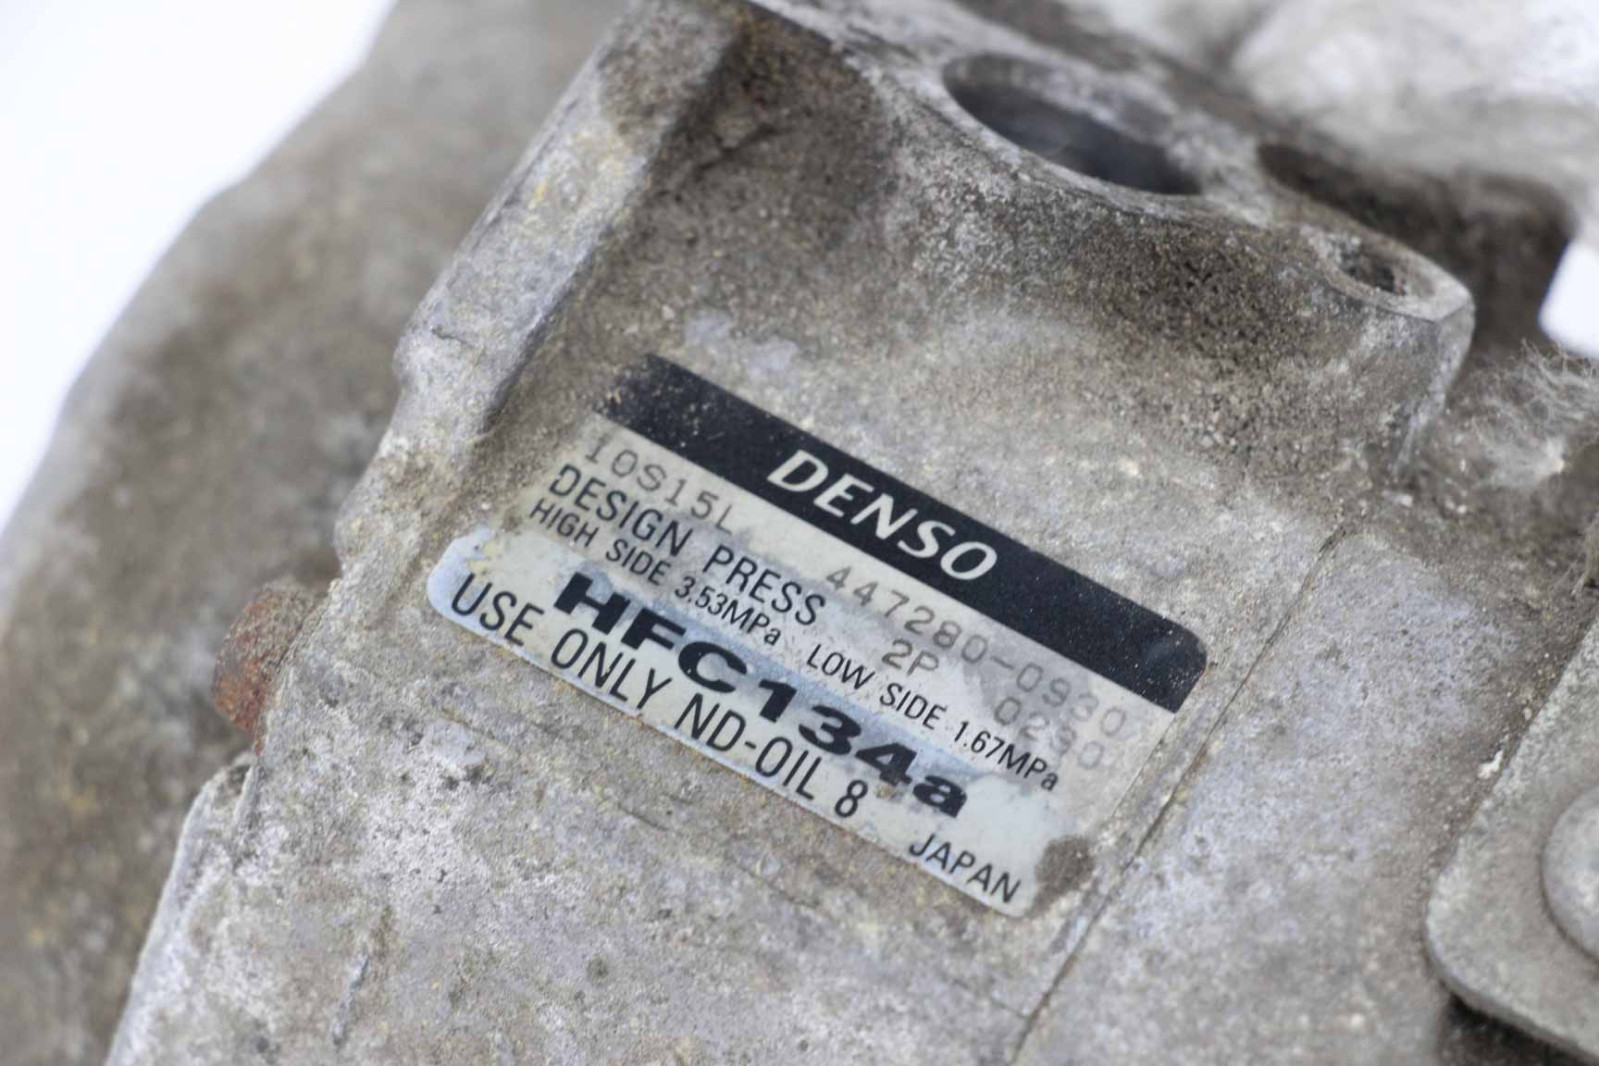 DENSO
10S15L 447280-0930
DESIGN PRESS 2P 0290
HIGH SIDE 3.53MPa LOW SIDE 1.67MPa
HFC134a
USE ONLY ND-OIL 8
JAPAN